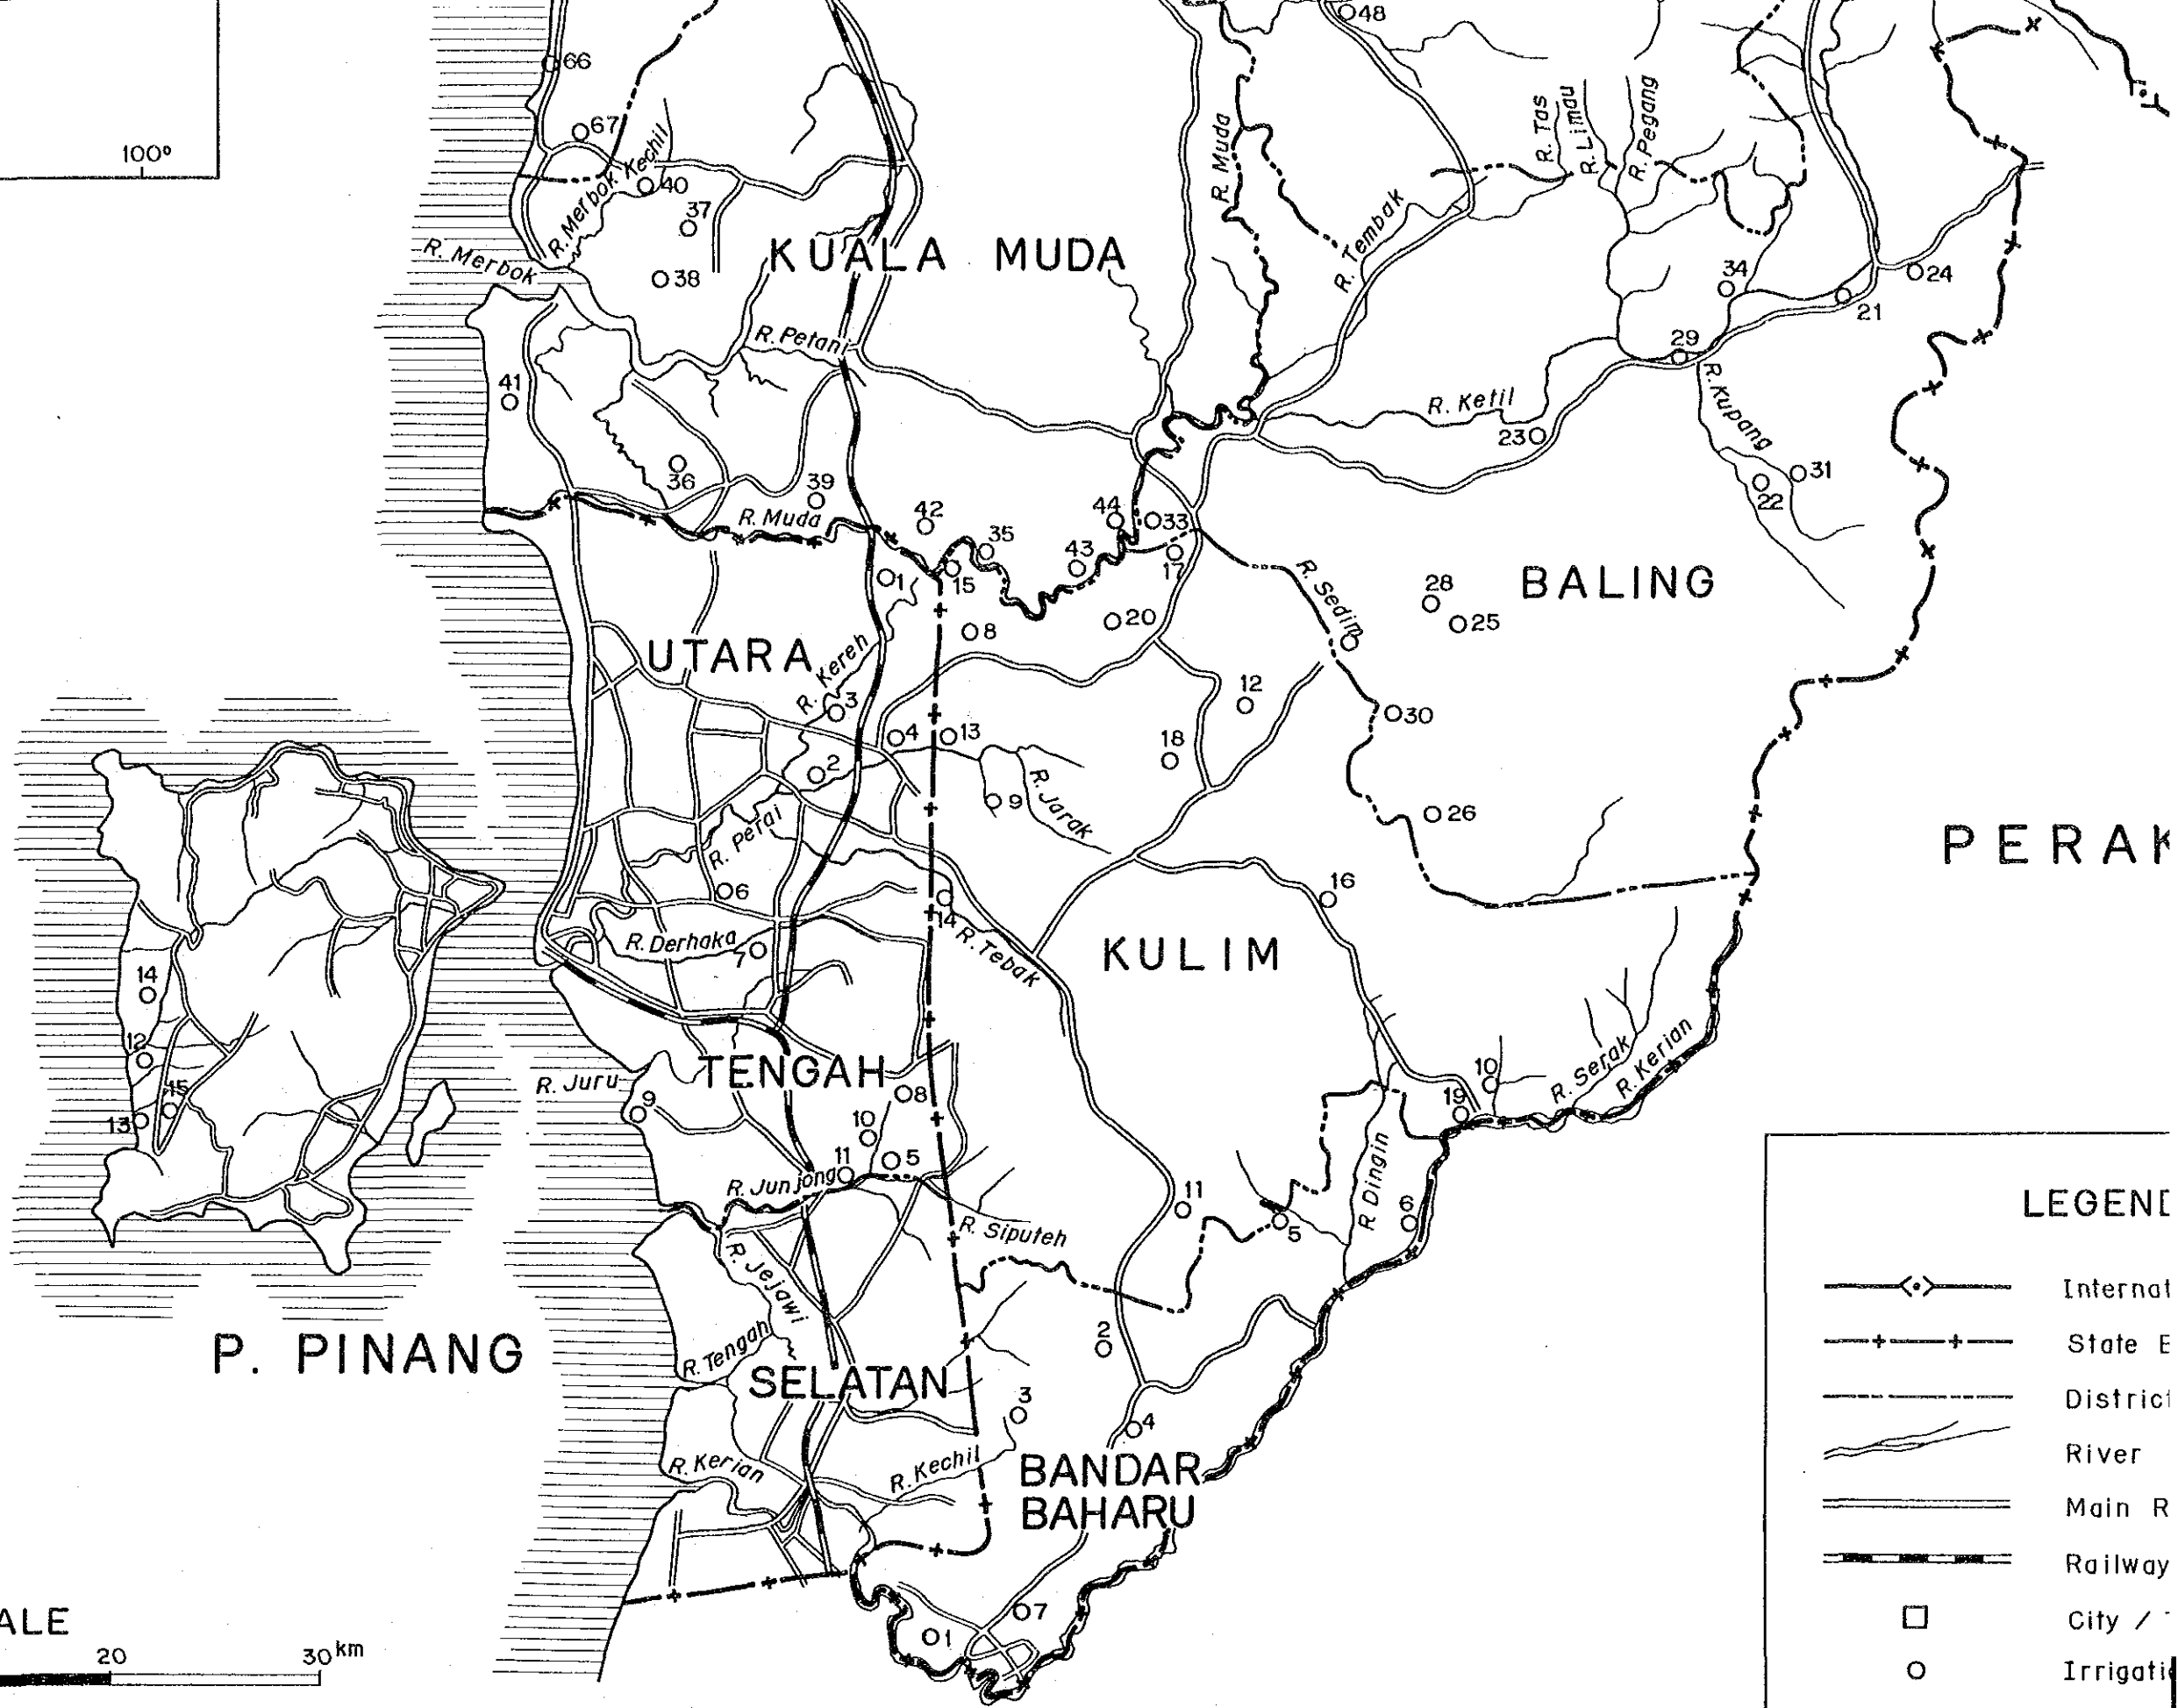 48
66
67
100°
R. Merbok Kechil
40
37
R. Muda
R. Tas
R. Limau
R. Pegang
R. Tembak
R. Merbok
KUALA MUDA
38
34
24
21
R. Petani
29
41
R. Ketil
R. Kupang
23
31
22
36
39
R. Muda
42
35
44
33
43
17
1
15
R. Sedim
28
25
BALING
8
20
UTARA
R. Kereh
3
12
30
4
13
18
2
9
R. Jarak
26
PERAK
R. Petai
6
14
16
R. Derhaka
7
R. Tebak
KULIM
14
12
15
13
TENGAH
R. Juru
9
8
10
10
19
R. Serak
R. Kerian
11
5
R. Junjong
11
R. Siputeh
5
R Dingin
6
R. Jejawi
P. PINANG
R. Tengah
SELATAN
2
3
4
R. Kerian
R. Kechil
BANDAR
BAHARU
7
1
ALE
20
30 km
LEGEND
Internat
State
District
River
Main R
Railway
City /
Irrigatio